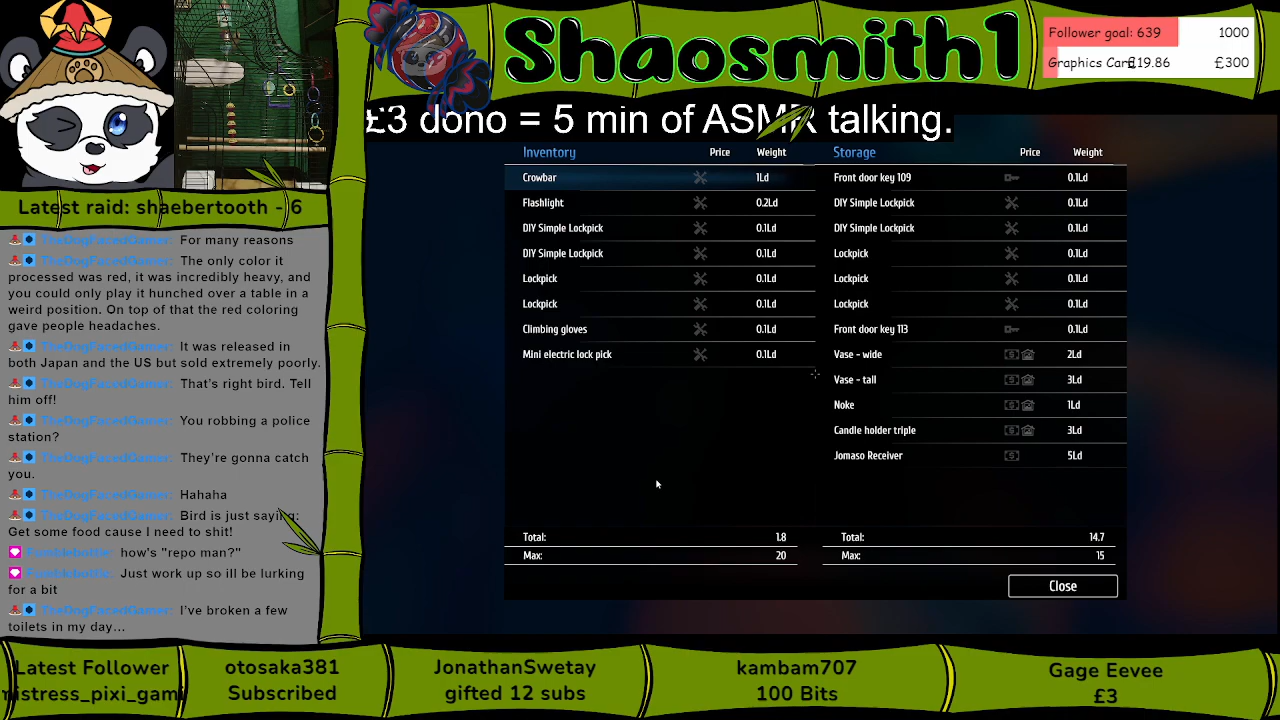 Shaosmith1
Follower goal: 639 1000
Graphics Card £19.86 £300
£3 dono = 5 min of ASMR talking.
Latest raid: shaebertooth - 6
TheDogFacedGamer: For many reasons
The only color it
processed was red, it was incredibly heavy, and
you could only play it hunched over a table in a
weird position. On top of that the red coloring
gave people headaches.
TheDogFacedGamer: It was released in
both Japan and the US but sold extremely poorly.
TheDogFacedGamer: That's right bird. Tell
him off!
TheDogFacedGamer: You robbing a police
station?
TheDogFacedGamer: They're gonna catch
you.
TheDogFacedGamer: Hahaha
TheDogFacedGamer: Bird is just saying:
Get some food cause I need to shit!
how's "repo man?"
Just work up so ill be lurking
for a bit
TheDogFacedGamer: I've broken a few
toilets in my day...
Inventory Price Weight
Crowbar 1Ld
Flashlight 0.2Ld
DIY Simple Lockpick 0.1Ld
DIY Simple Lockpick 0.1Ld
Lockpick 0.1Ld
Lockpick 0.1Ld
Climbing gloves 0.1Ld
Mini electric lock pick 0.1Ld
Total: 1.8
Max: 20
Storage Price Weight
Front door key 109 0.1Ld
DIY Simple Lockpick 0.1Ld
DIY Simple Lockpick 0.1Ld
Lockpick 0.1Ld
Lockpick 0.1Ld
Lockpick 0.1Ld
Front door key 113 0.1Ld
Vase - wide 2Ld
Vase - tall 3Ld
Noke 1Ld
Candle holder triple 3Ld
Jomaso Receiver 5Ld
Total: 14.7
Max: 15
Close
Latest Follower
mistress_pixi_gami
otosaka381
Subscribed
JonathanSwetay
gifted 12 subs
kambam707
100 Bits
Gage Eevee
£3